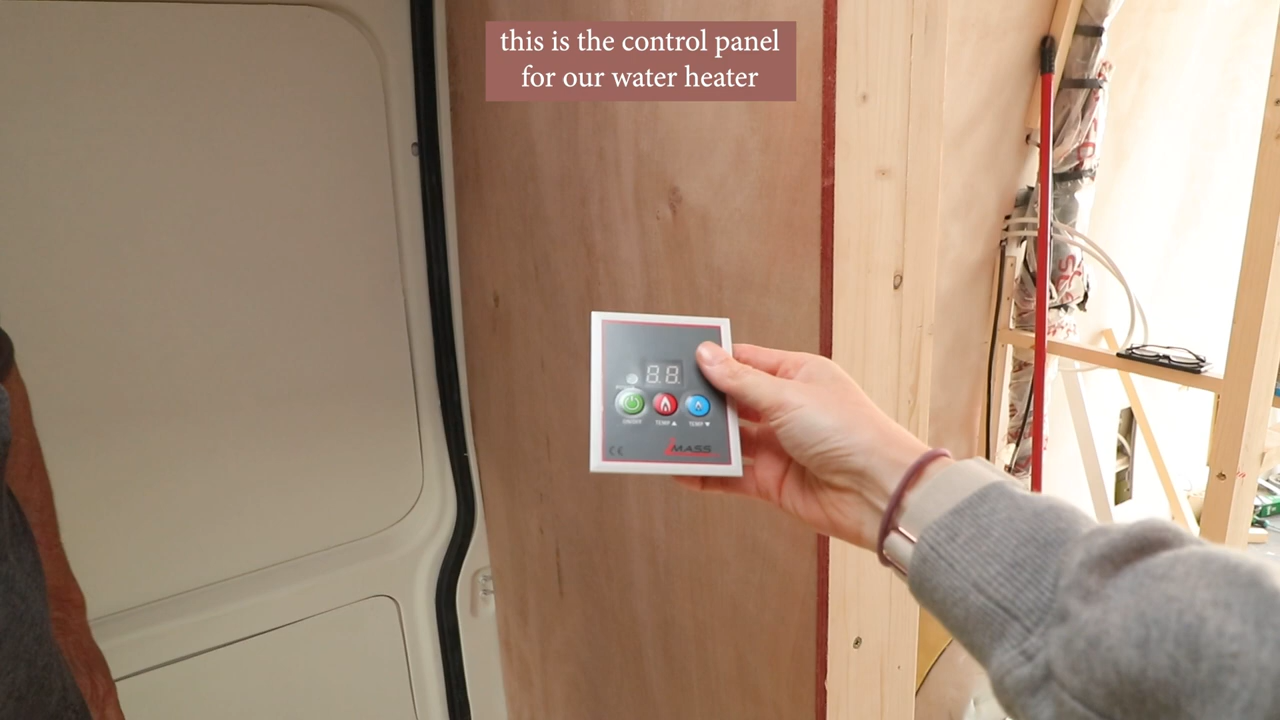 this is the control panel
for our water heater
88
ON/OFF TEMP ▲ TEMP ▼
CE MASS